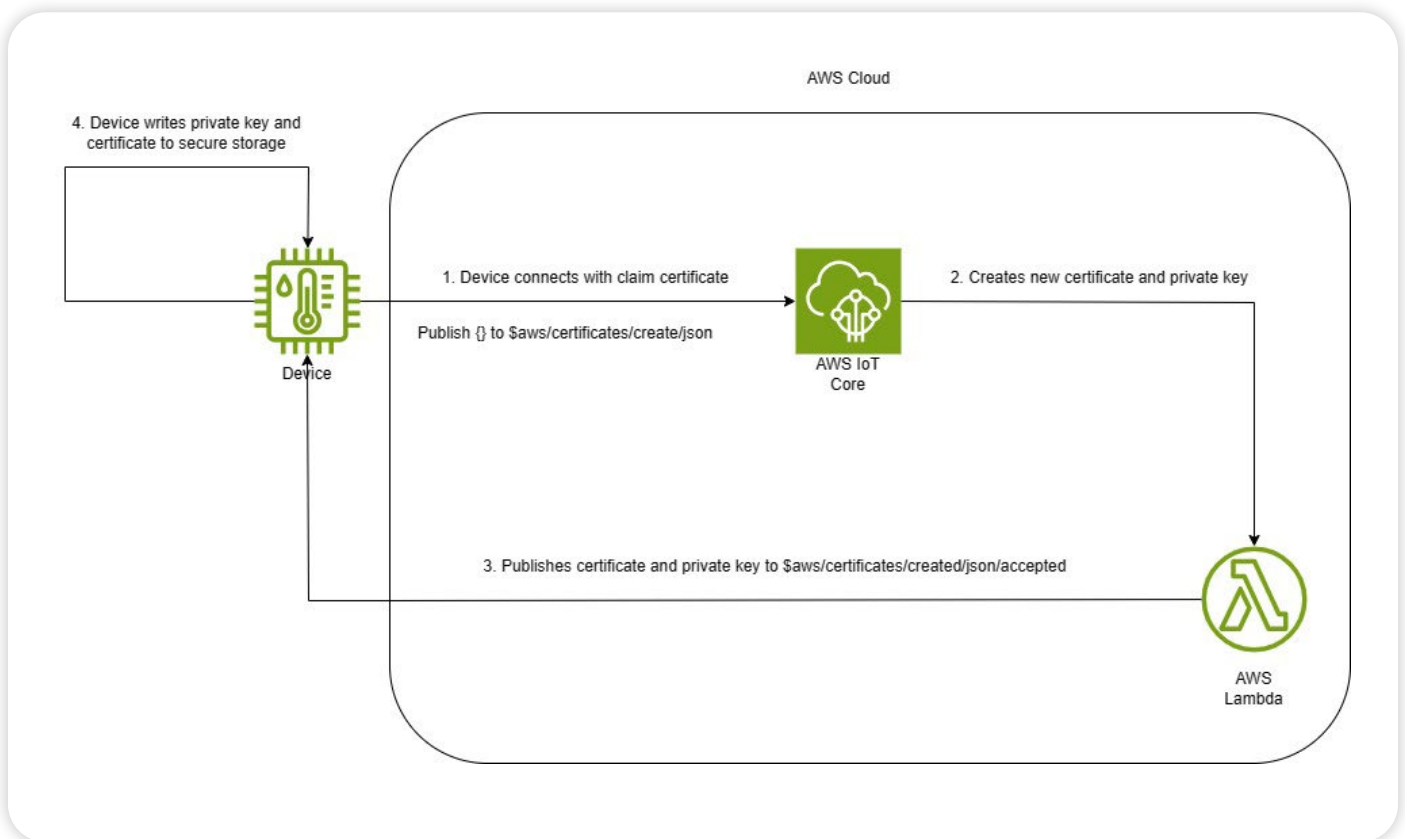 AWS Cloud
4. Device writes private key and
certificate to secure storage
1. Device connects with claim certificate
2. Creates new certificate and private key
Publish {} to $aws/certificates/create/json
Device
AWS IoT
Core
3. Publishes certificate and private key to $aws/certificates/created/json/accepted
AWS
Lambda